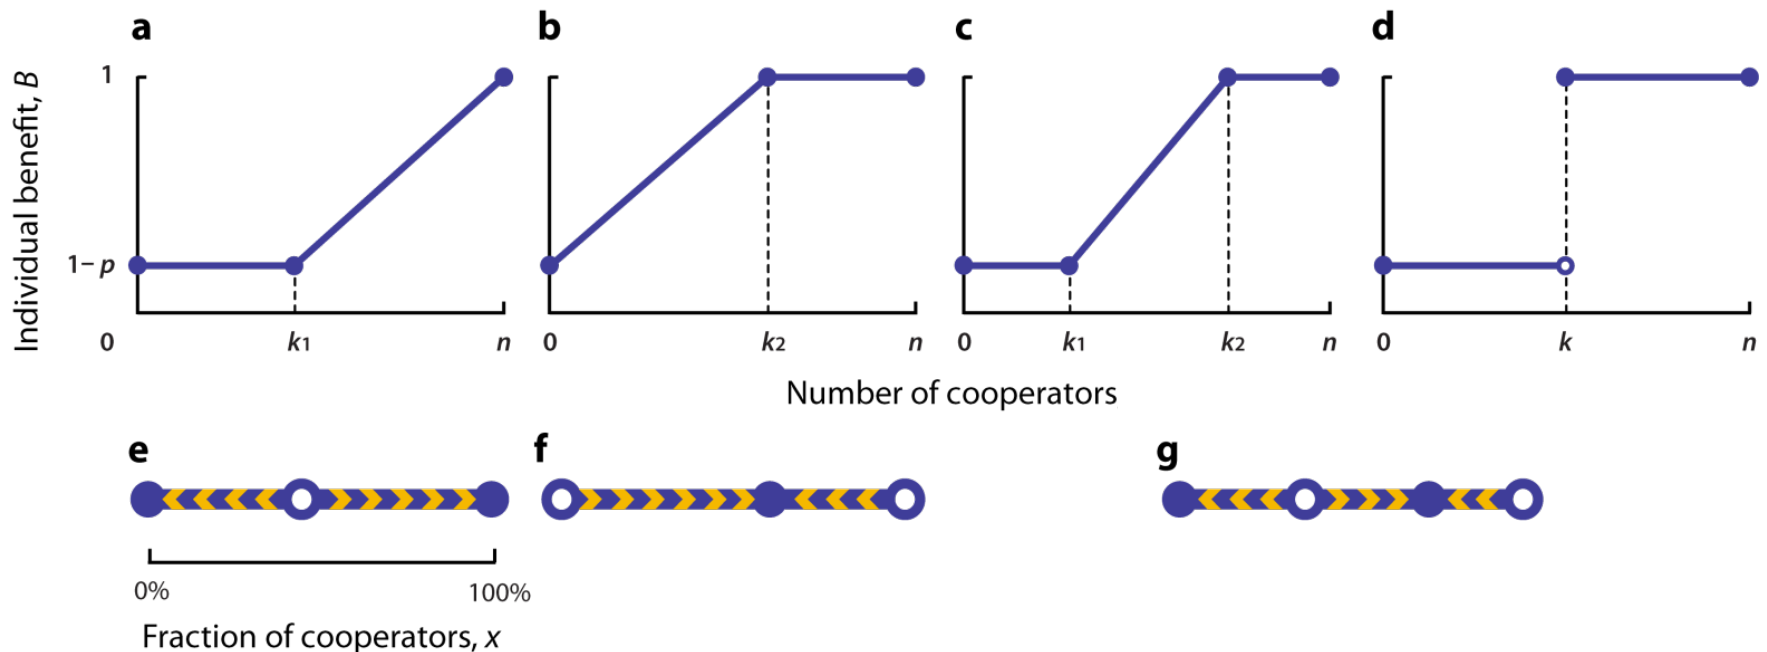 a b c d
Individual benefit, B
1
1–p
0 k1 n 0 k2 n 0 k1 k2 n 0 k n
Number of cooperators
e f g
0% 100%
Fraction of cooperators, x